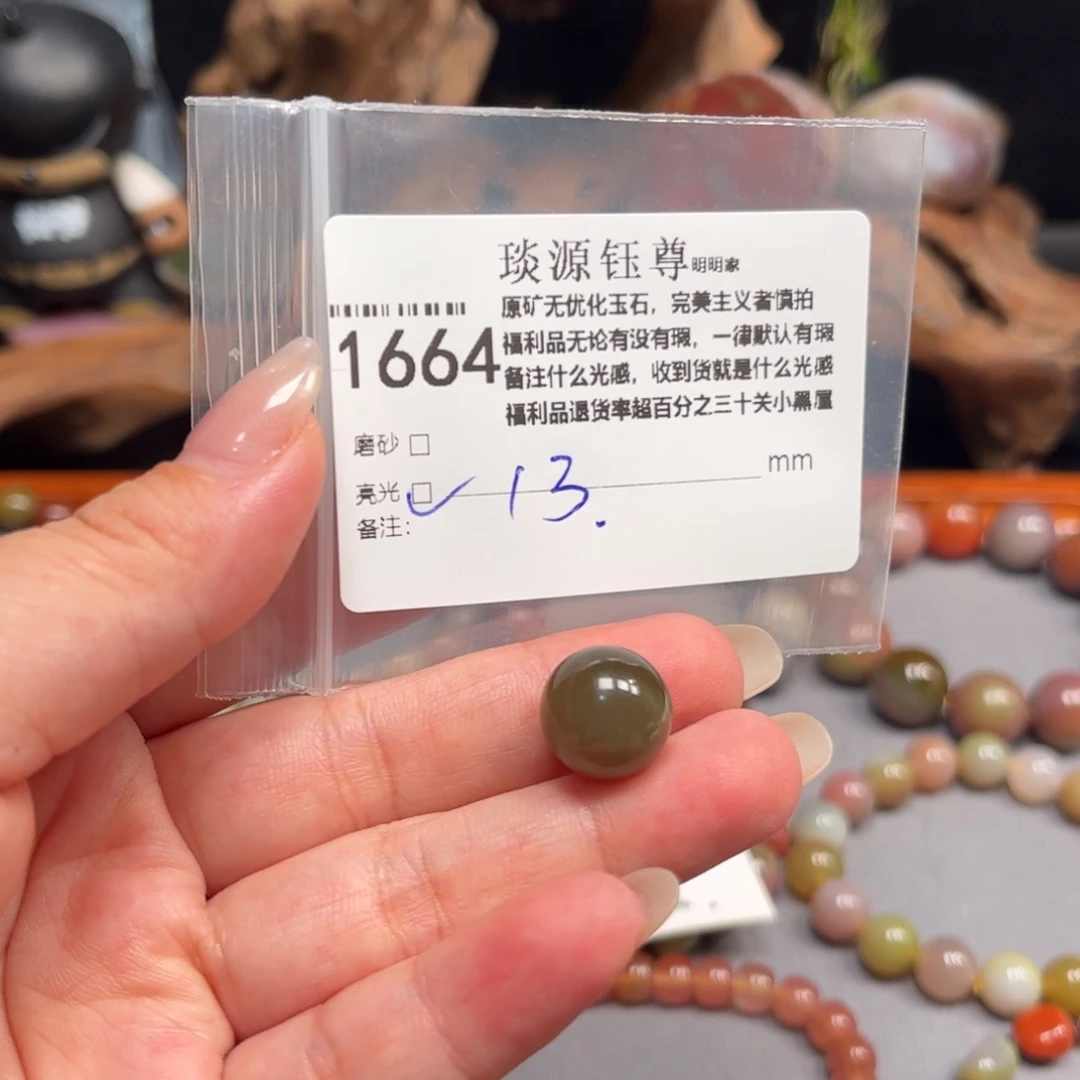 琰源钰尊明明家
原矿无优化玉石，完美主义者慎拍
1664
福利品无论有没有瑕，一律默认有瑕
备注什么光感，收到货就是什么光感
福利品退货率超百分之三十关小黑屋
磨砂 □
亮光 □ ✓ 13. mm
备注：